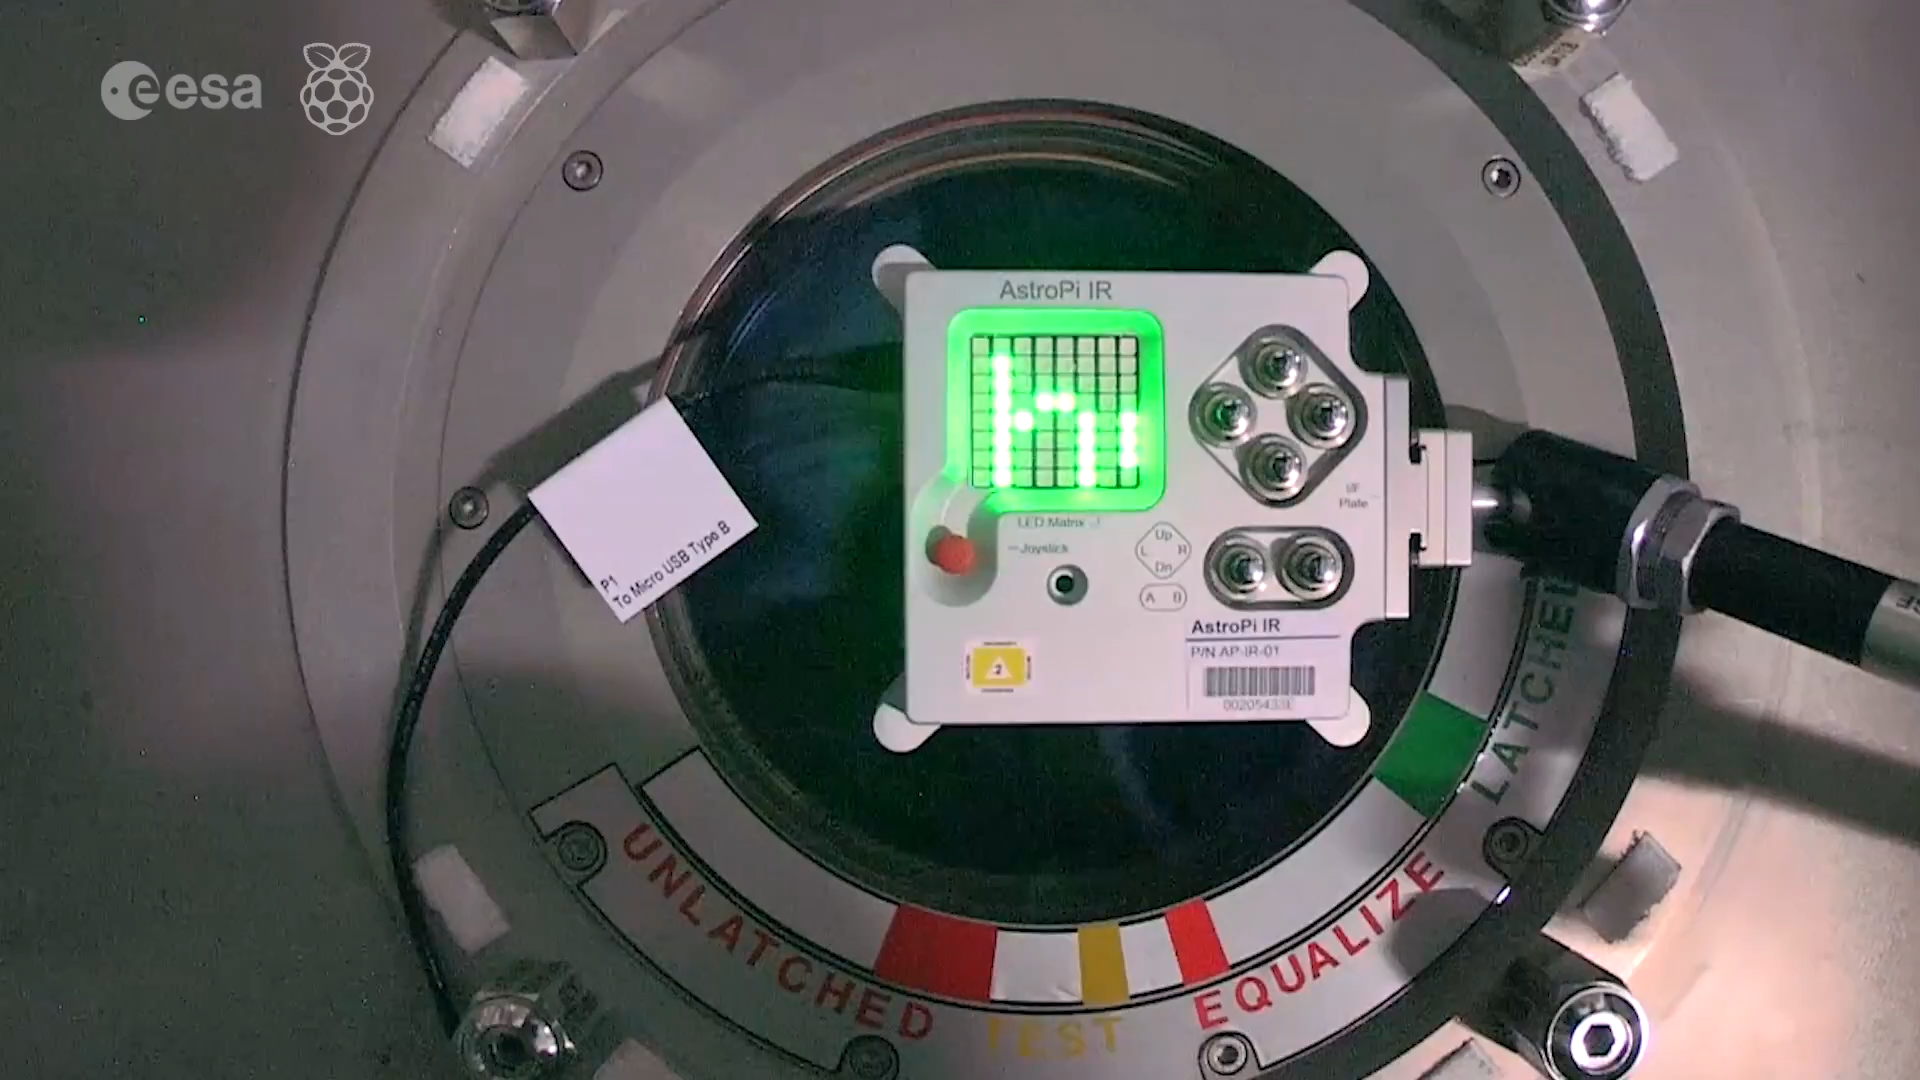 esa
AstroPi IR
LED Matrix
Joystick
Up
L R
Dn
A B
I/F
Plate
AstroPi IR
P/N AP-IR-01
P1
To Micro USB Type B
2
UNLATCHED
TEST
EQUALIZE
LATCHED